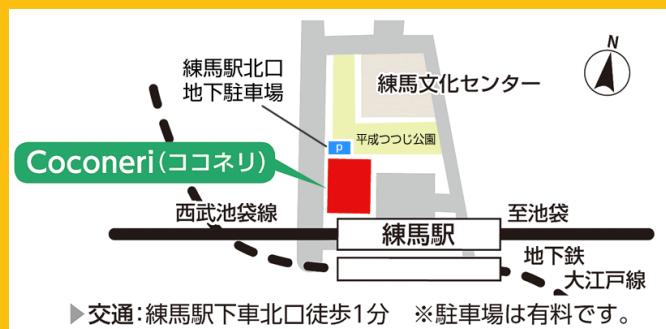 N
練馬駅北口
地下駐車場
練馬文化センター
P
平成つつじ公園
Coconeri(ココネリ)
西武池袋線
至池袋
練馬駅
地下鉄
大江戸線
▶交通:練馬駅下車北口徒歩1分 ※駐車場は有料です。